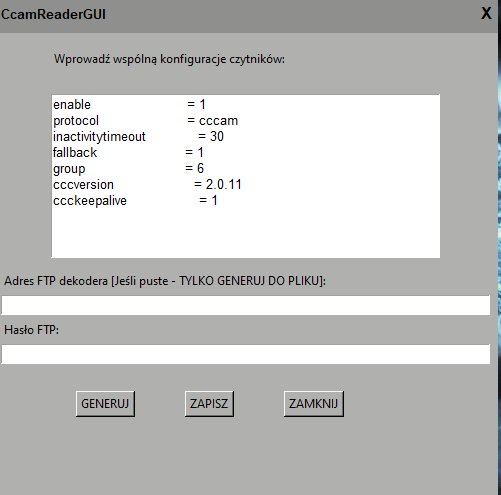 CcamReaderGUI X
Wprowadź wspólną konfiguracje czytników:
enable = 1
protocol = cccam
inactivitytimeout = 30
fallback = 1
group = 6
cccversion = 2.0.11
ccckeepalive = 1
Adres FTP dekodera [Jeśli puste - TYLKO GENERUJ DO PLIKU]:
Hasło FTP:
GENERUJ ZAPISZ ZAMKNIJ